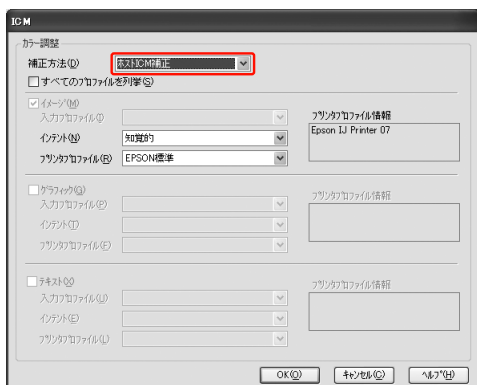 ICM
カラー調整
補正方法(D) ホストICM補正
すべてのプロファイルを列挙(S)
イメージ(M)
入力プロファイル(I)
プリンタプロファイル情報
インテント(N) 知覚的
Epson IJ Printer 07
プリンタプロファイル(R) EPSON標準
グラフィック(G)
入力プロファイル(P)
プリンタプロファイル情報
インテント(T)
プリンタプロファイル(F)
テキスト(X)
入力プロファイル(U)
プリンタプロファイル情報
インテント(E)
プリンタプロファイル(L)
OK(O) キャンセル(C) ヘルプ(H)